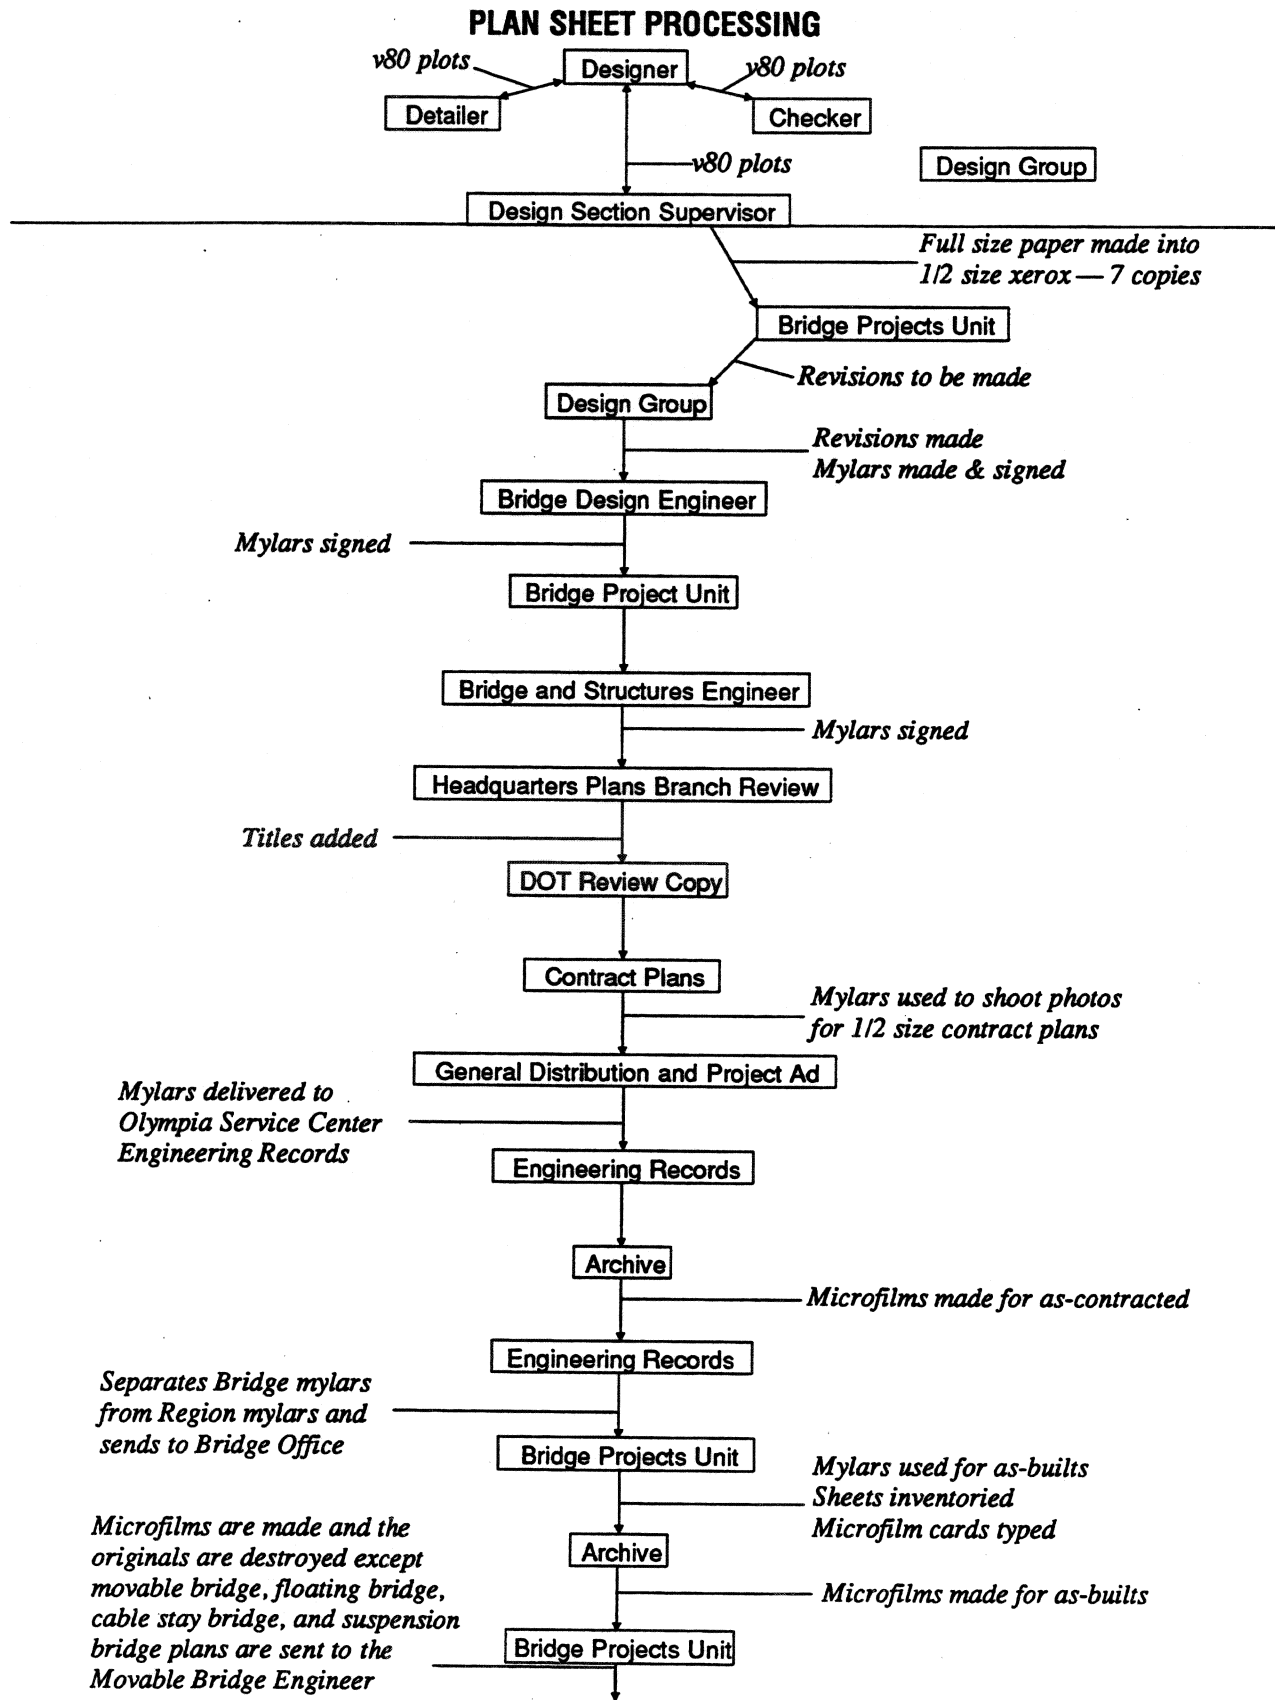 PLAN SHEET PROCESSING
v80 plots
Designer
v80 plots
Detailer
Checker
v80 plots
Design Group
Design Section Supervisor
Full size paper made into
1/2 size xerox — 7 copies
Bridge Projects Unit
Revisions to be made
Design Group
Revisions made
Mylars made & signed
Bridge Design Engineer
Mylars signed
Bridge Project Unit
Bridge and Structures Engineer
Mylars signed
Headquarters Plans Branch Review
Titles added
DOT Review Copy
Contract Plans
Mylars used to shoot photos
for 1/2 size contract plans
General Distribution and Project Ad
Mylars delivered to
Olympia Service Center
Engineering Records
Engineering Records
Archive
Microfilms made for as-contracted
Engineering Records
Separates Bridge mylars
from Region mylars and
sends to Bridge Office
Bridge Projects Unit
Mylars used for as-builts
Sheets inventoried
Microfilm cards typed
Archive
Microfilms made for as-builts
Microfilms are made and the
originals are destroyed except
movable bridge, floating bridge,
cable stay bridge, and suspension
bridge plans are sent to the
Movable Bridge Engineer
Bridge Projects Unit